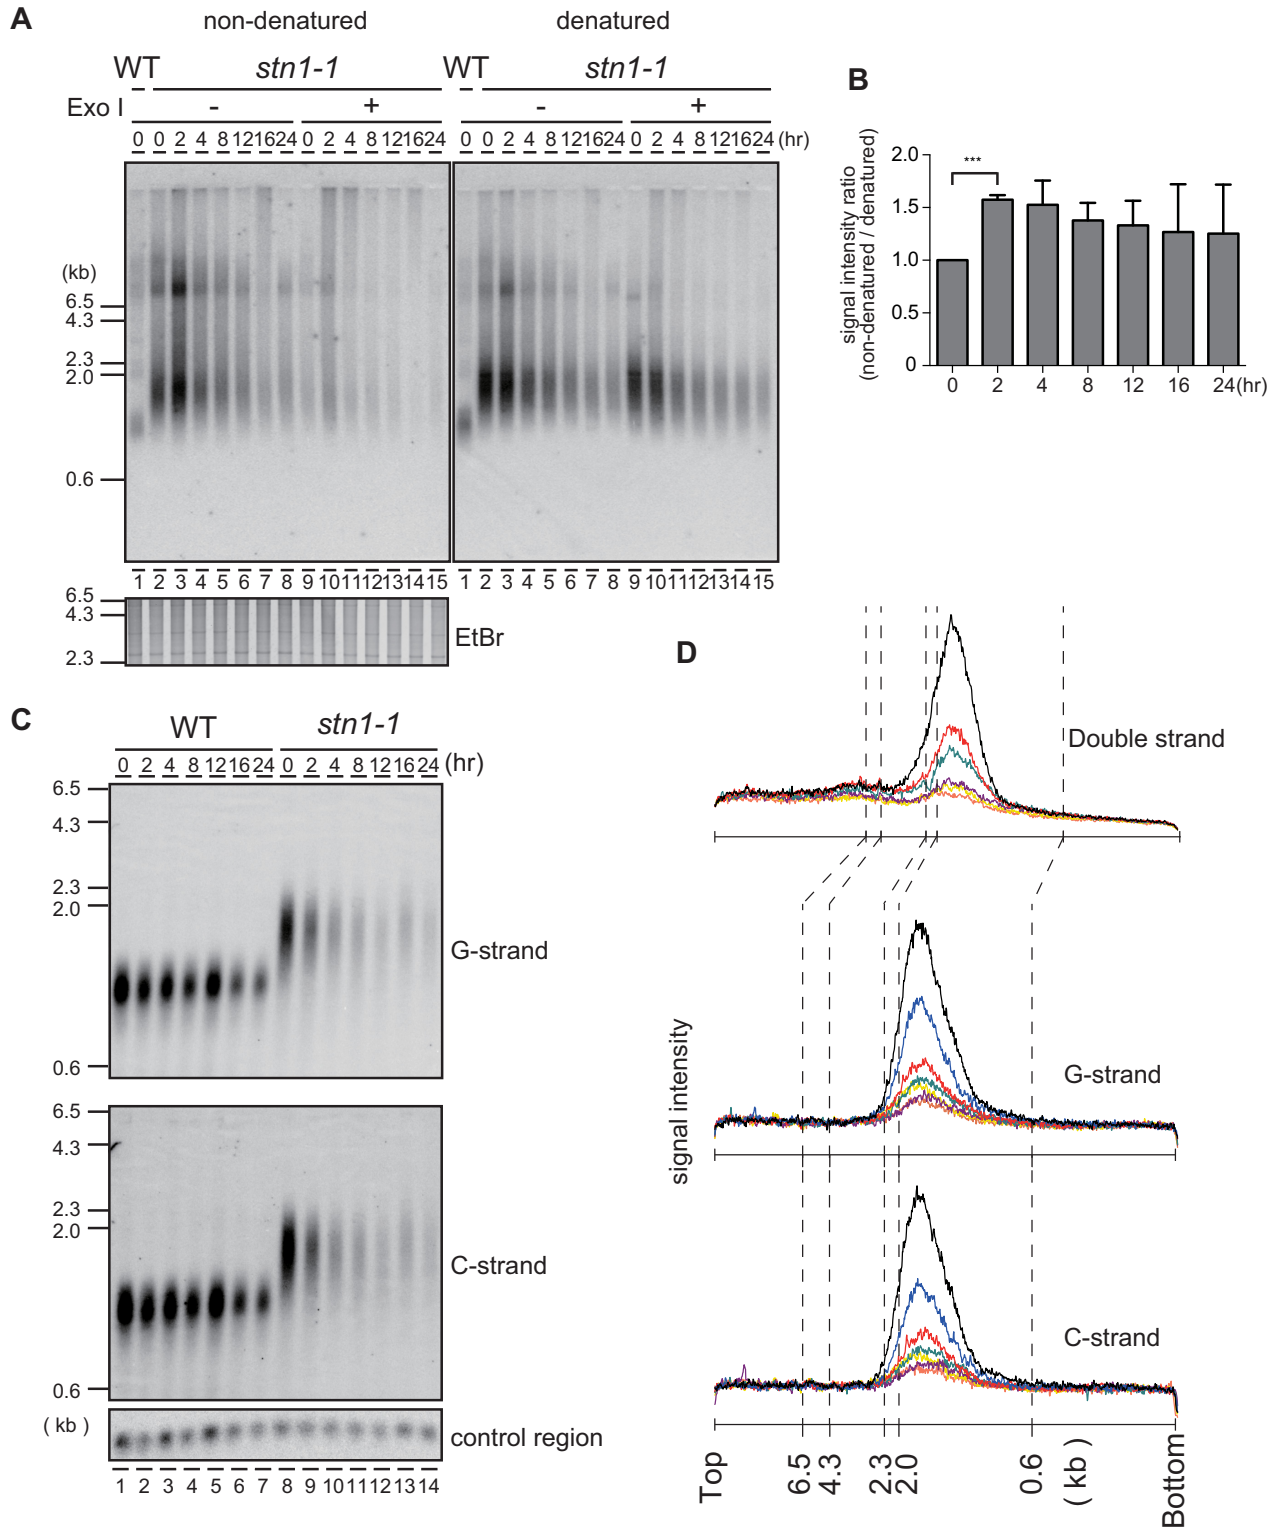 A
non-denatured
denatured
WT
stn1-1
WT
stn1-1
Exo I
-
+
-
+
0 0 2 4 8 12 16 24 0 2 4 8 12 16 24
0 0 2 4 8 12 16 24 0 2 4 8 12 16 24 (hr)
(kb)
6.5
4.3
2.3
2.0
0.6
1 2 3 4 5 6 7 8 9 10 11 12 13 14 15
1 2 3 4 5 6 7 8 9 10 11 12 13 14 15
6.5
4.3
2.3
EtBr
B
signal intensity ratio
(non-denatured / denatured)
2.0
1.5
1.0
0.5
0
***
0 2 4 8 12 16 24 (hr)
C
WT
stn1-1
0 2 4 8 12 16 24 0 2 4 8 12 16 24 (hr)
6.5
4.3
2.3
2.0
0.6
G-strand
6.5
4.3
2.3
2.0
0.6
C-strand
( kb )
control region
1 2 3 4 5 6 7 8 9 10 11 12 13 14
D
Double strand
G-strand
C-strand
signal intensity
Top
6.5
4.3
2.3
2.0
0.6
( kb )
Bottom